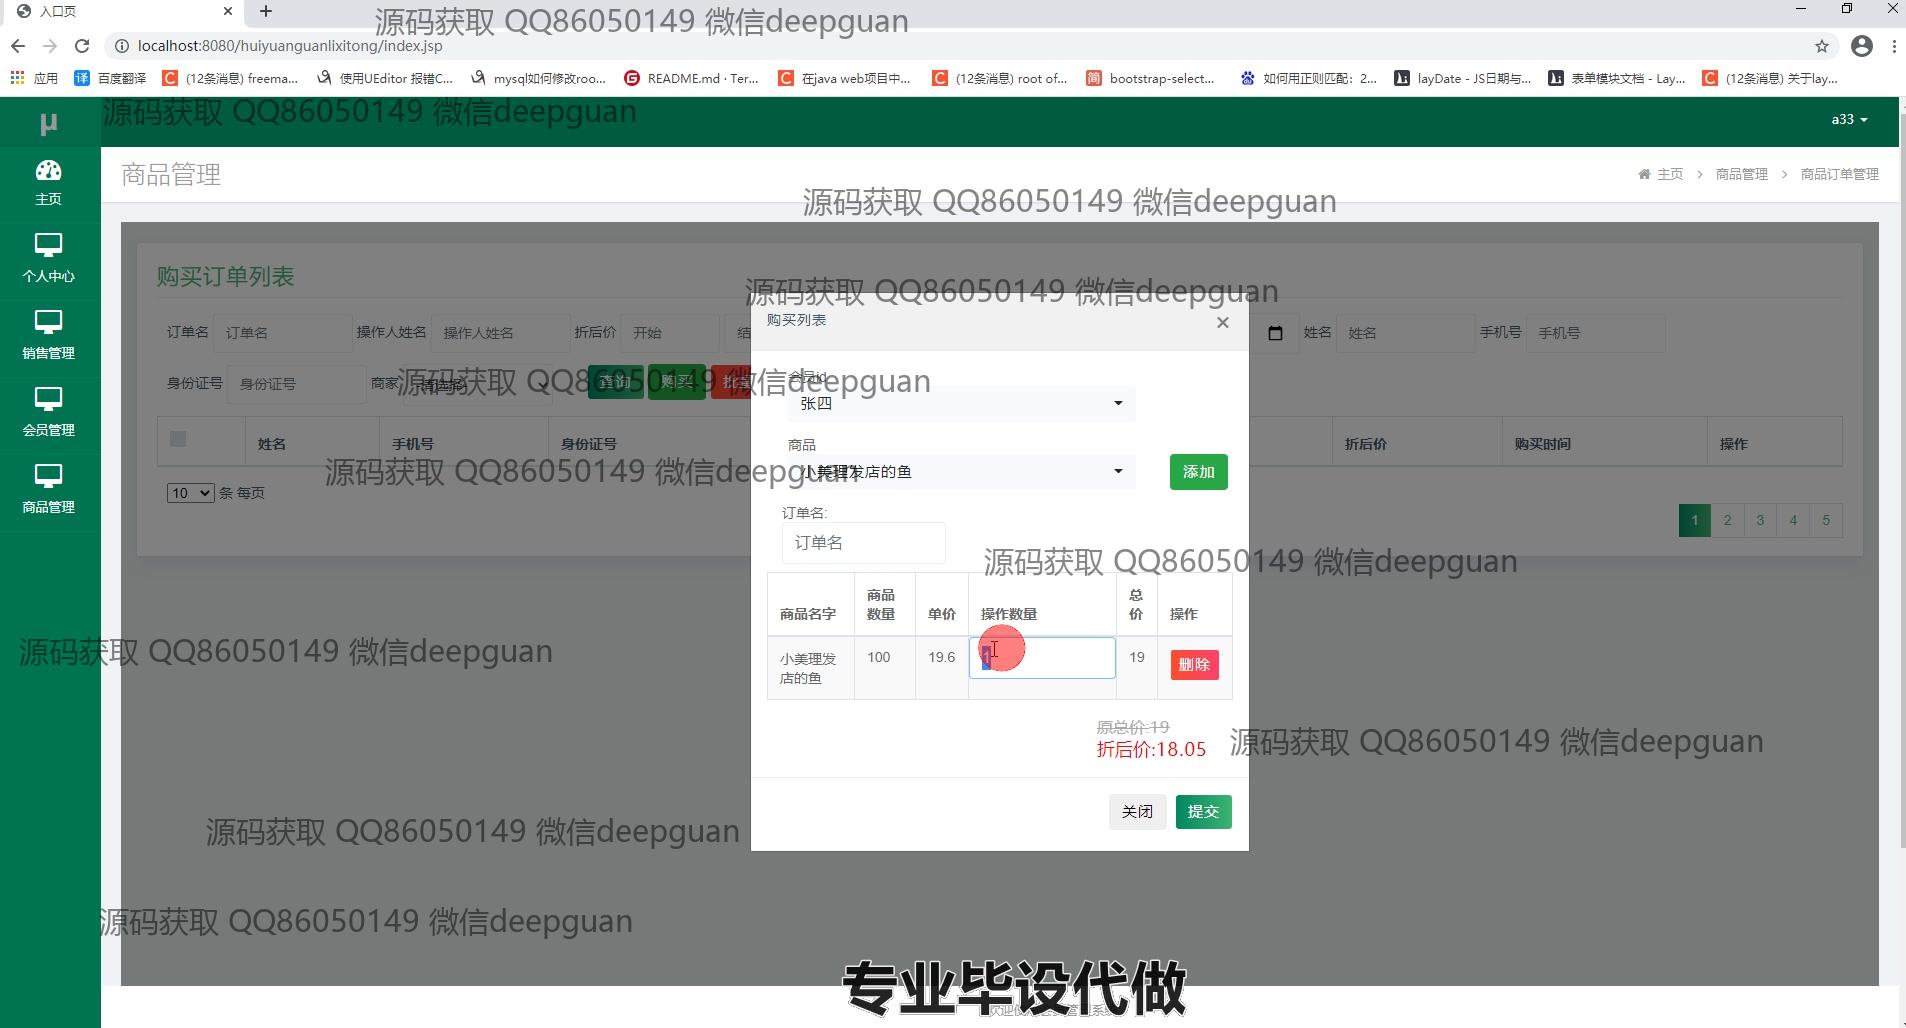 入口页
源码获取 QQ86050149 微信deepguan
localhost:8080/huiyuanguanlixitong/index.jsp
应用
译 百度翻译
C (12条消息) freema...
使用UEditor 报错C...
mysql如何修改roo...
G README.md · Ter...
C 在java web项目中...
C (12条消息) root of...
简 bootstrap-select...
如何用正则匹配：2...
layDate - JS日期与...
表单模块文档 - Lay...
C (12条消息) 关于lay...
μ
源码获取 QQ86050149 微信deepguan
a33
主页
商品管理
主页 > 商品管理 > 商品订单管理
源码获取 QQ86050149 微信deepguan
个人中心
销售管理
会员管理
商品管理
购买订单列表
源码获取 QQ86050149 微信deepguan
订单名 订单名 操作人姓名 操作人姓名 折后价 开始 结
姓名 姓名 手机号 手机号
身份证号 身份证号 商家
查询 购买
源码获取 QQ86050149 微信deepguan
姓名 手机号 身份证号
折后价 购买时间 操作
10 条 每页
源码获取 QQ86050149 微信deepguan
1 2 3 4 5
购买列表 ×
会员id
张四
商品
小美理发店的鱼
添加
订单名:
订单名
源码获取 QQ86050149 微信deepguan
商品名字 商品数量 单价 操作数量 总价 操作
小美理发店的鱼 100 19.6 1 19 删除
源码获取 QQ86050149 微信deepguan
原总价:19
折后价:18.05
源码获取 QQ86050149 微信deepguan
关闭 提交
源码获取 QQ86050149 微信deepguan
源码获取 QQ86050149 微信deepguan
专业毕设代做